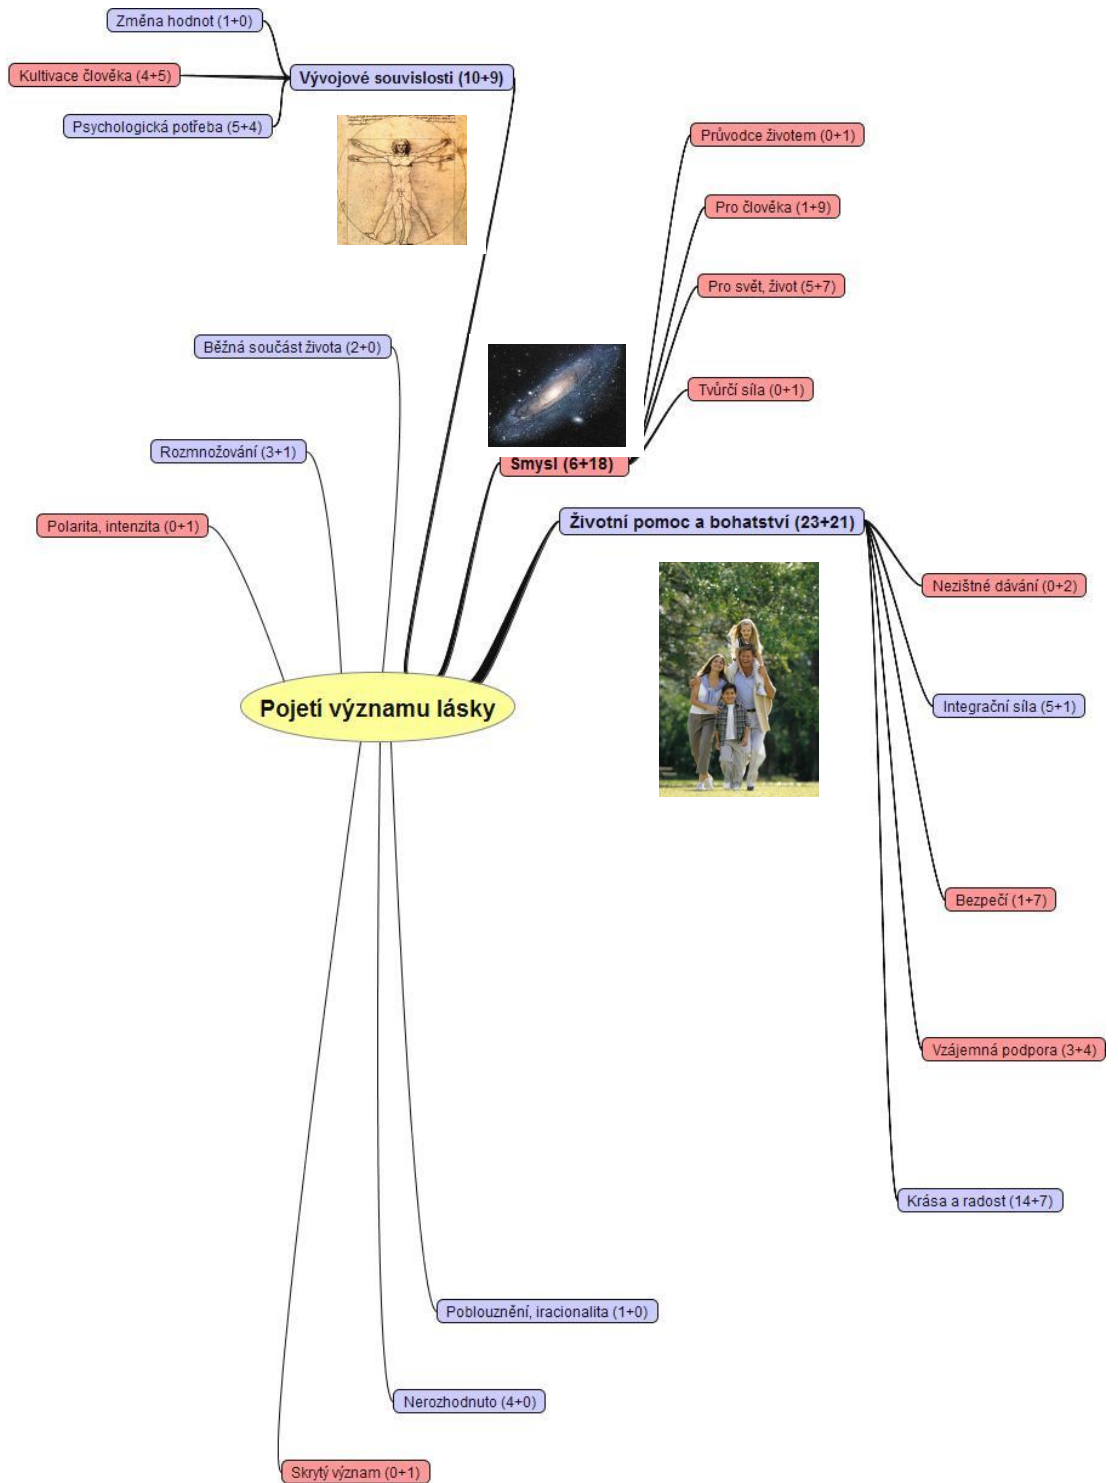 Změna hodnot (1+0)
Kultivace člověka (4+5)
Vývojové souvislosti (10+9)
Psychologická potřeba (5+4)
Průvodce životem (0+1)
Pro člověka (1+9)
Pro svět, život (5+7)
Běžná součást života (2+0)
Tvůrčí síla (0+1)
Rozmnožování (3+1)
Smysl (6+18)
Polarita, intenzita (0+1)
Životní pomoc a bohatství (23+21)
Nezištné dávání (0+2)
Integrační síla (5+1)
Pojetí významu lásky
Bezpečí (1+7)
Vzájemná podpora (3+4)
Krása a radost (14+7)
Poblouznění, iracionalita (1+0)
Nerozhodnuto (4+0)
Skrytý význam (0+1)